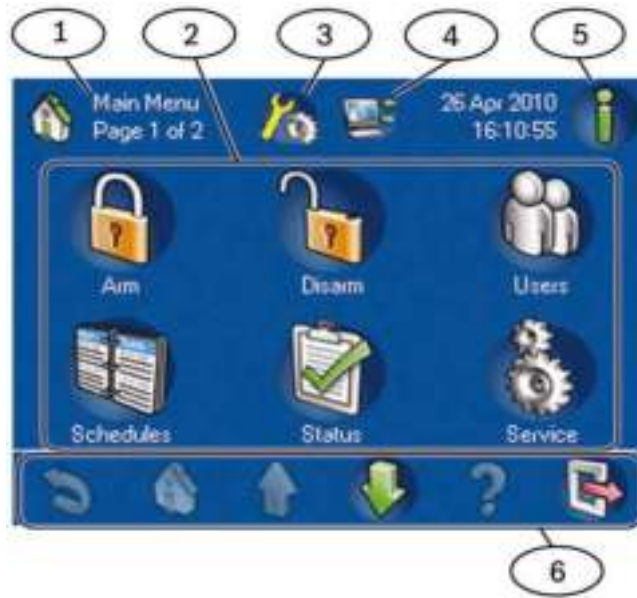 1 2 3 4 5
Main Menu
Page 1 of 2
26 Apr 2010
16:10:55
Arm Disarm Users
Schedules Status Service
?
6